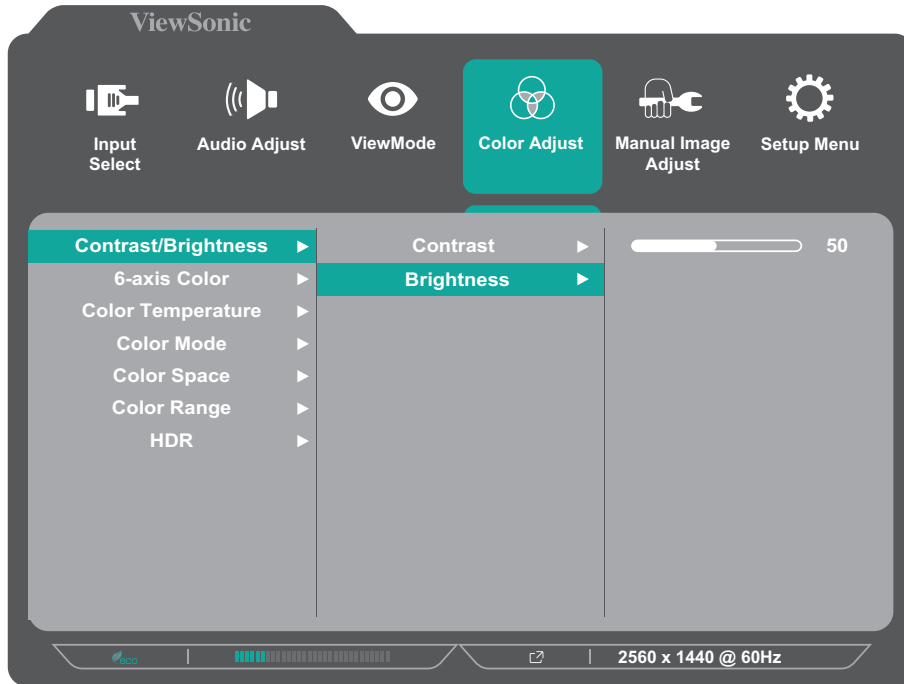 ViewSonic
Input Select
Audio Adjust
ViewMode
Color Adjust
Manual Image Adjust
Setup Menu
Contrast/Brightness
Contrast
50
6-axis Color
Brightness
Color Temperature
Color Mode
Color Space
Color Range
HDR
eco
2560 x 1440 @ 60Hz